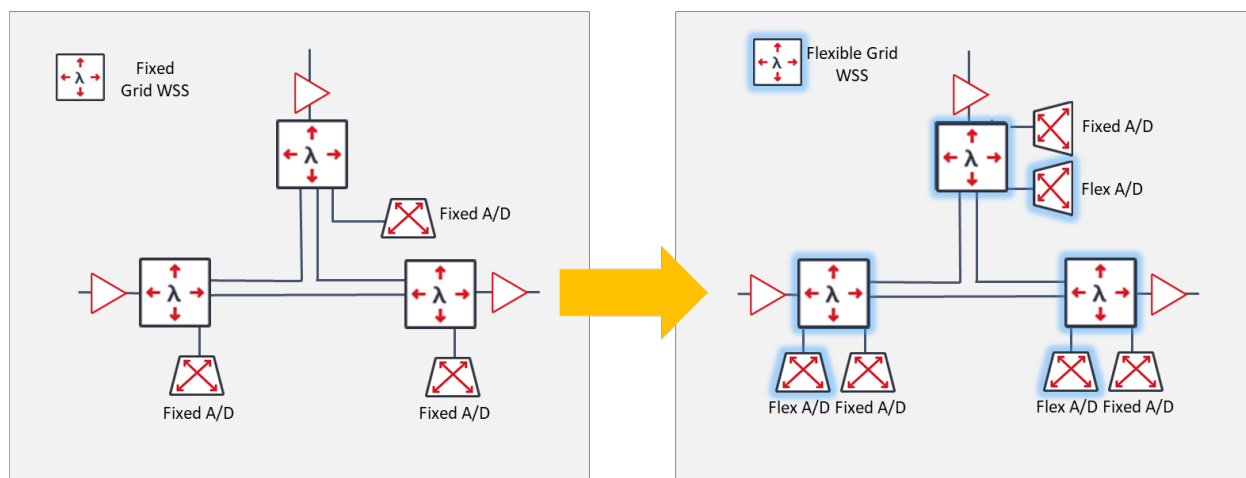 Fixed
Grid WSS
λ
λ
Fixed A/D
λ
λ
Fixed A/D
Fixed A/D
Flexible Grid
WSS
λ
λ
Fixed A/D
Flex A/D
λ
λ
Flex A/D Fixed A/D
Flex A/D Fixed A/D